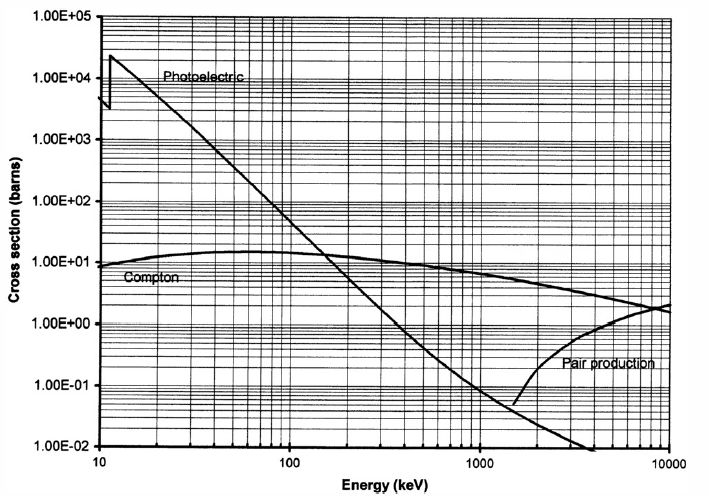 1.00E+05
1.00E+04
1.00E+03
1.00E+02
1.00E+01
1.00E+00
1.00E-01
1.00E-02
Cross section (barns)
Photoelectric
Compton
Pair production
10
100
1000
10000
Energy (keV)